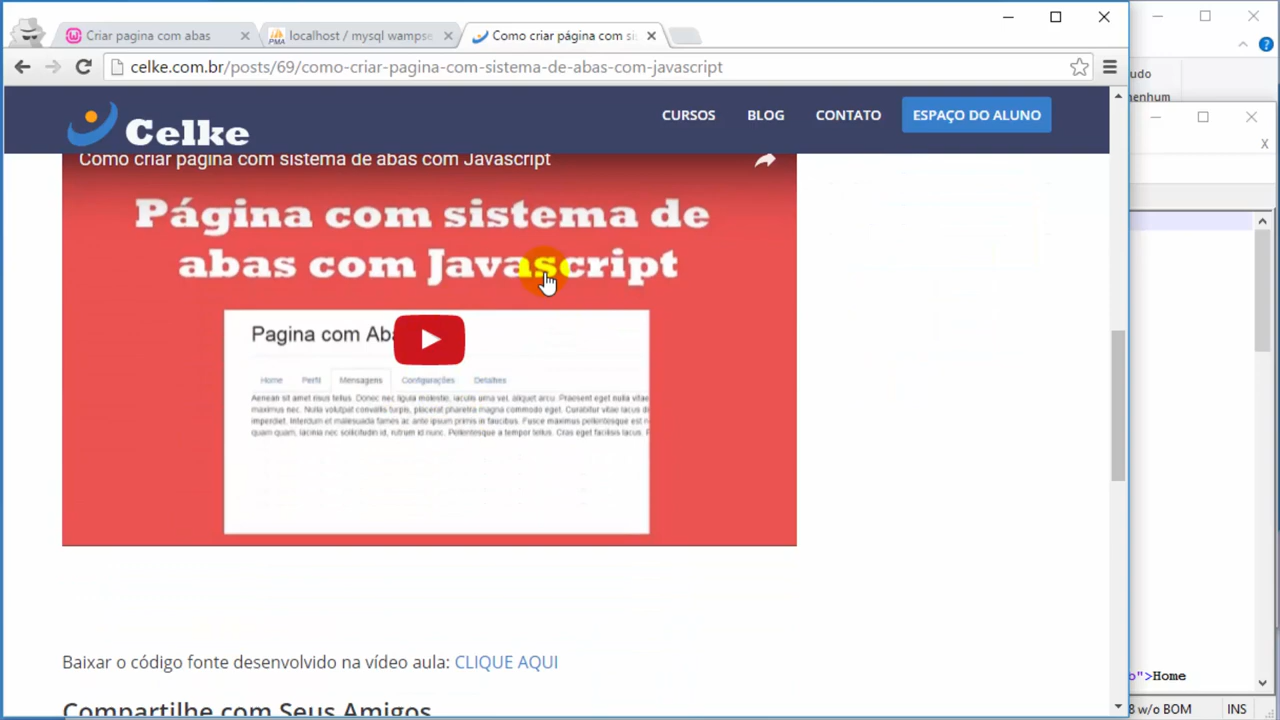 Criar pagina com abas
localhost / mysql wampse
Como criar página com si
celke.com.br/posts/69/como-criar-pagina-com-sistema-de-abas-com-javascript
Celke
CURSOS
BLOG
CONTATO
ESPAÇO DO ALUNO
Como criar pagina com sistema de abas com Javascript
Página com sistema de
abas com Javascript
Pagina com Ab
Home Perfil Mensagens Configurações Detalhes
Baixar o código fonte desenvolvido na vídeo aula: CLIQUE AQUI
Compartilhe com Seus Amigos
udo
nenhum
X
b">Home
8 w/o BOM
INS